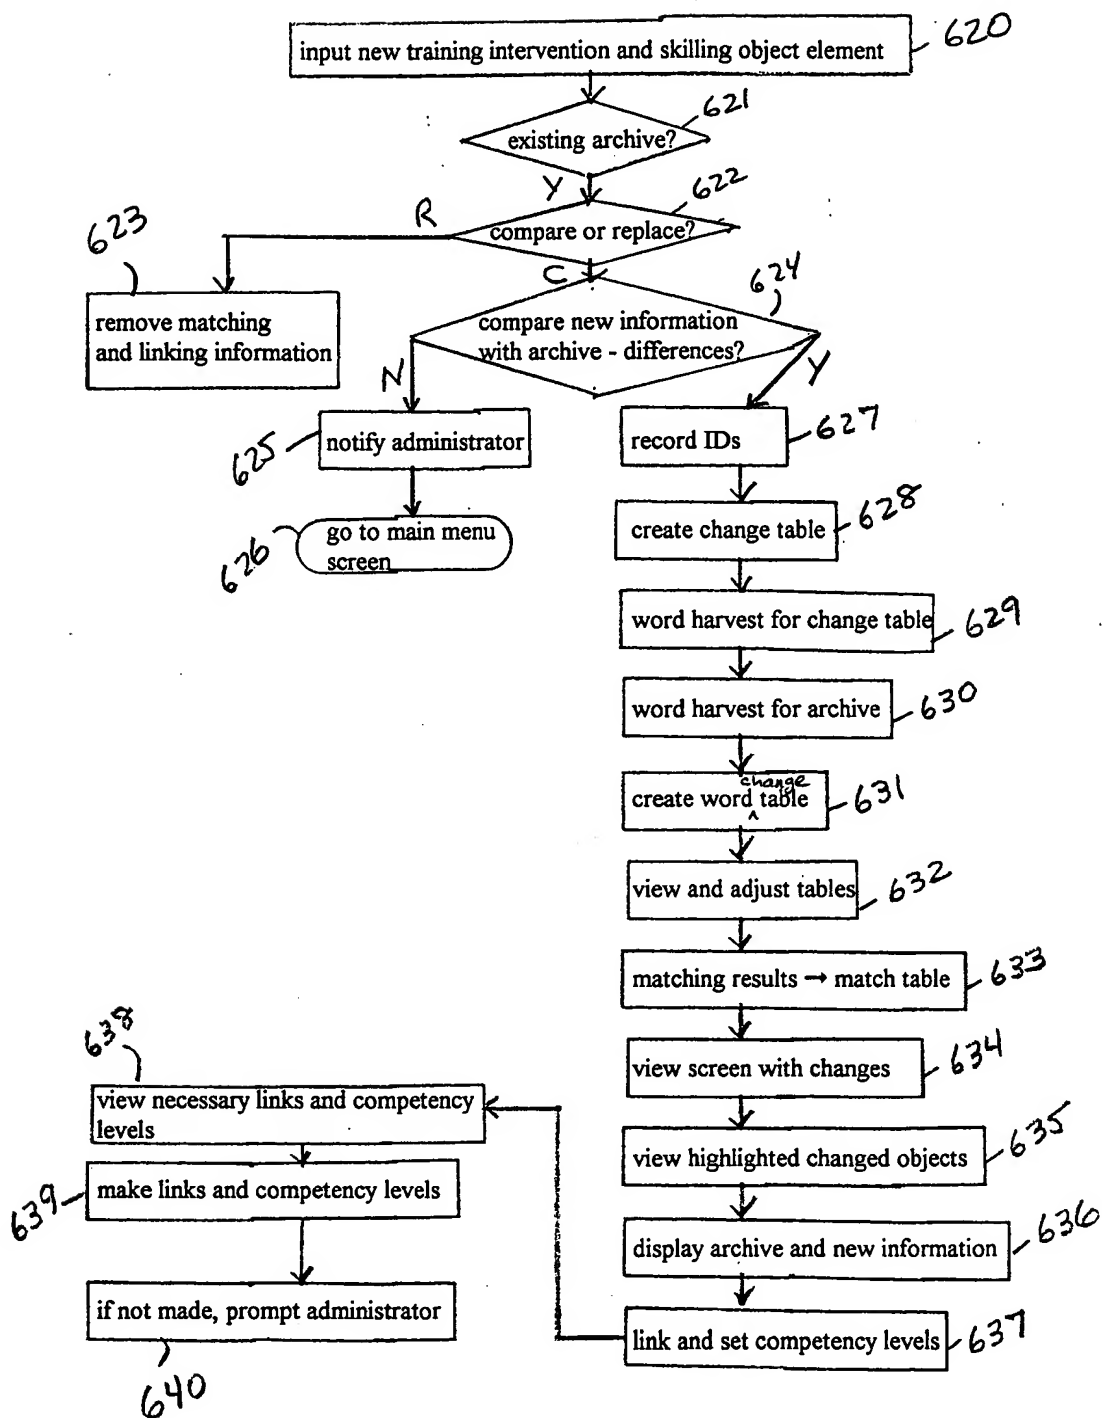 input new training intervention and skilling object element
620
existing archive?
621
Y
compare or replace?
622
R
623
remove matching
and linking information
C
compare new information
with archive - differences?
624
N
Y
notify administrator
625
go to main menu
screen
626
record IDs
627
create change table
628
word harvest for change table
629
word harvest for archive
630
create word change table
631
view and adjust tables
632
matching results → match table
633
view screen with changes
634
view highlighted changed objects
635
display archive and new information
636
link and set competency levels
637
638
view necessary links and competency
levels
make links and competency levels
639
if not made, prompt administrator
640